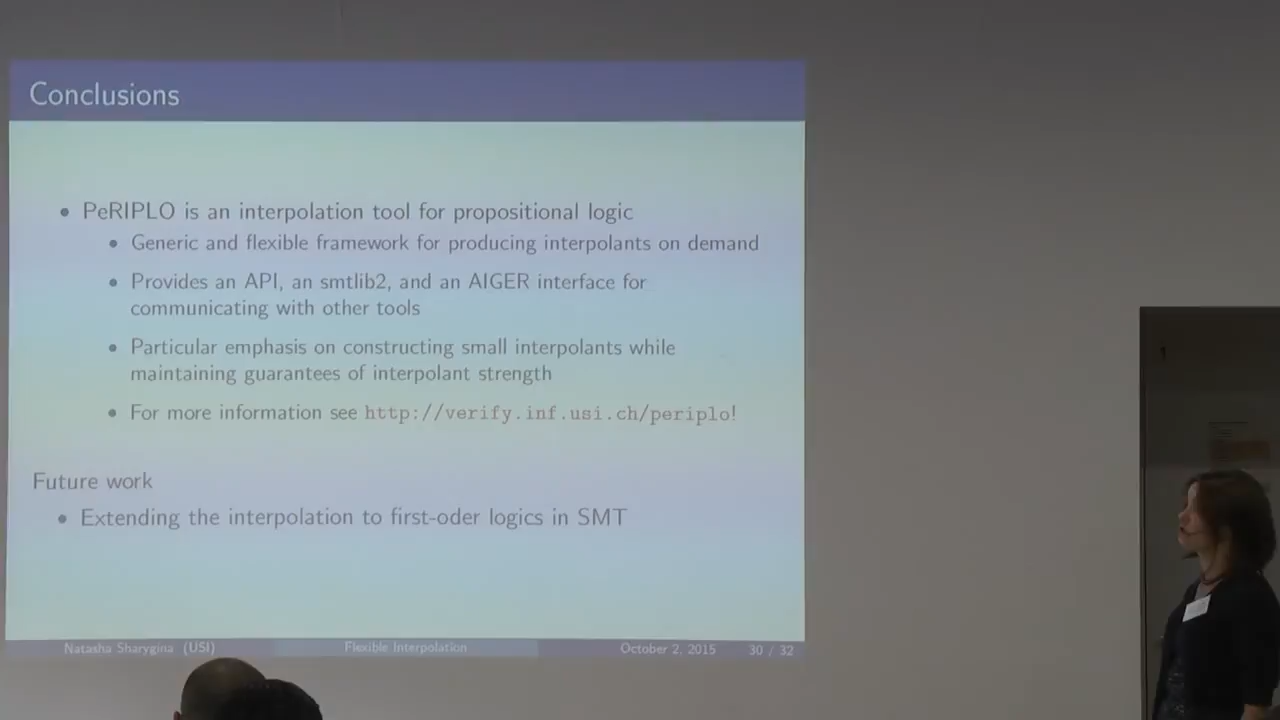 Conclusions
• PeRIPLO is an interpolation tool for propositional logic
• Generic and flexible framework for producing interpolants on demand
• Provides an API, an smtlib2, and an AIGER interface for
communicating with other tools
• Particular emphasis on constructing small interpolants while
maintaining guarantees of interpolant strength
• For more information see http://verify.inf.usi.ch/periplo!
Future work
• Extending the interpolation to first-oder logics in SMT
Natasha Sharygina (USI) Flexible Interpolation October 2, 2015 30 / 32